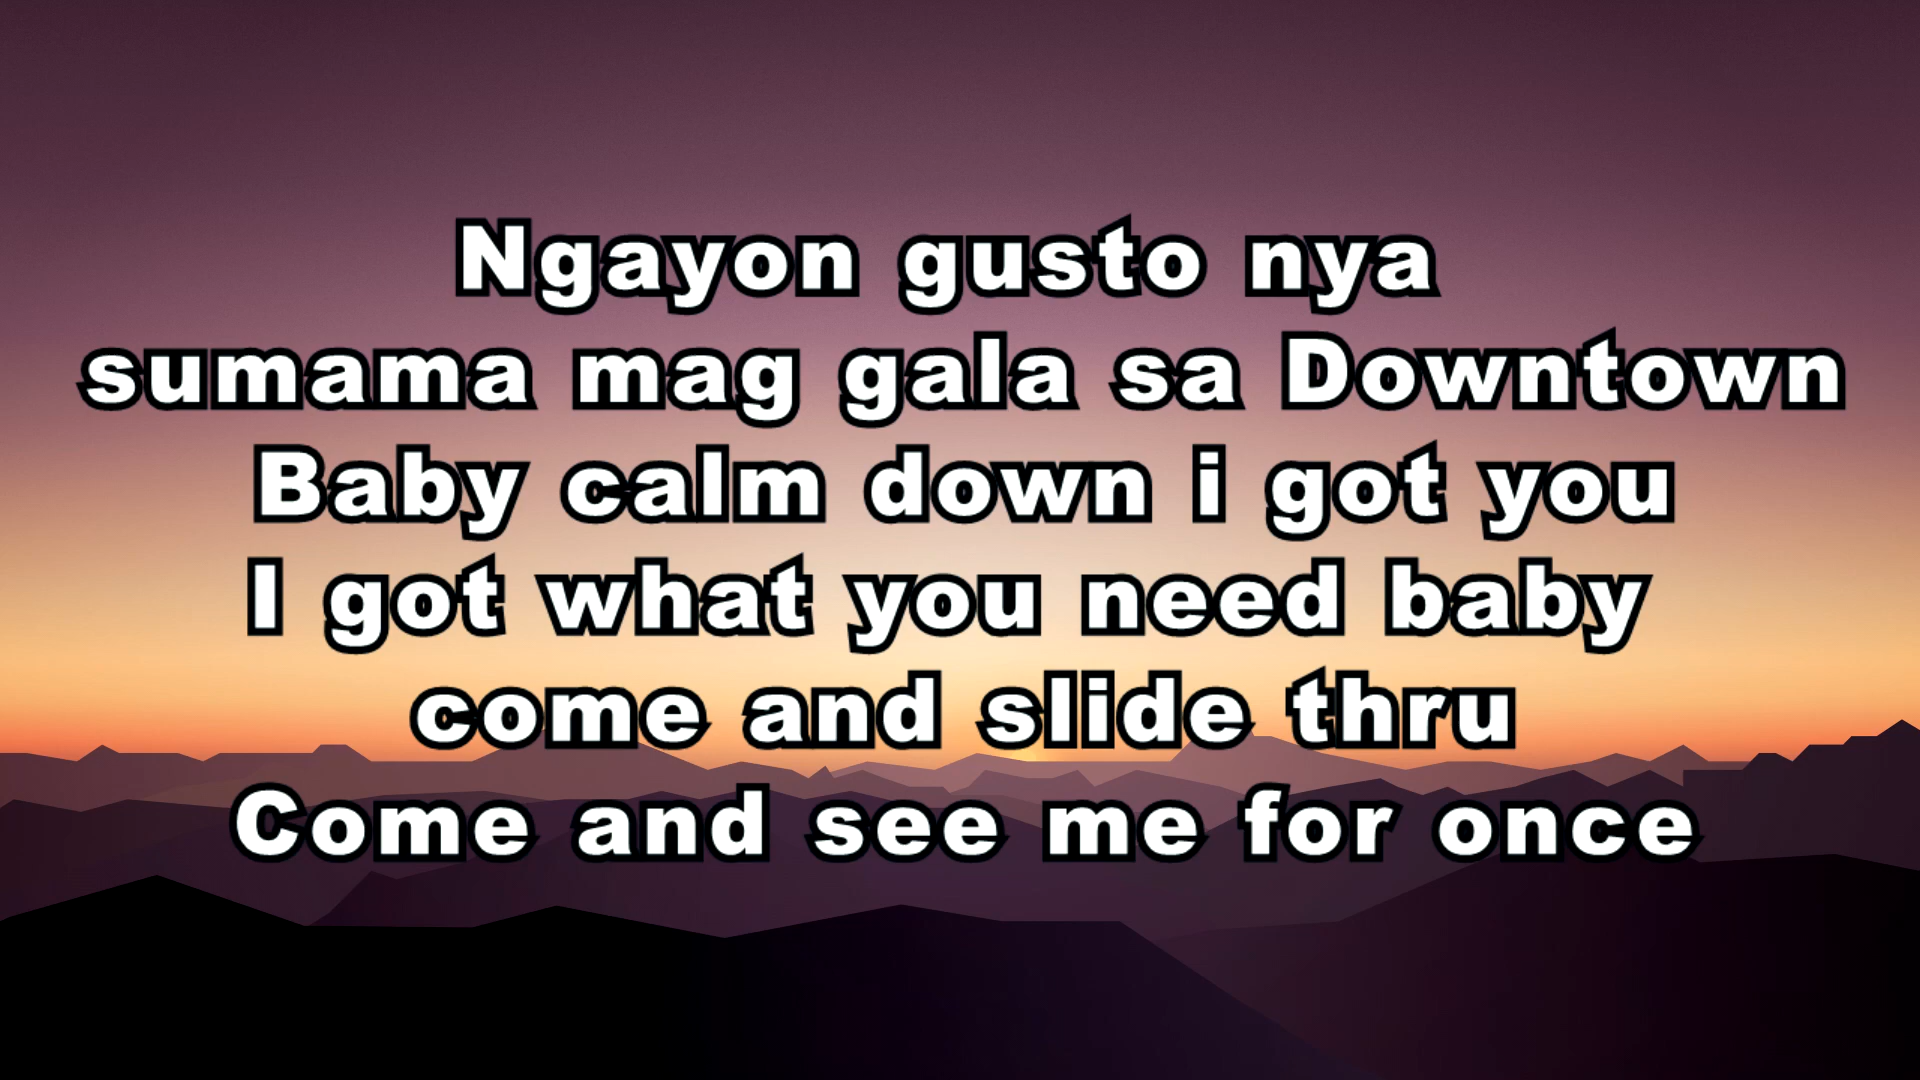 Ngayon gusto nya
sumama mag gala sa Downtown
Baby calm down i got you
I got what you need baby
come and slide thru
Come and see me for once